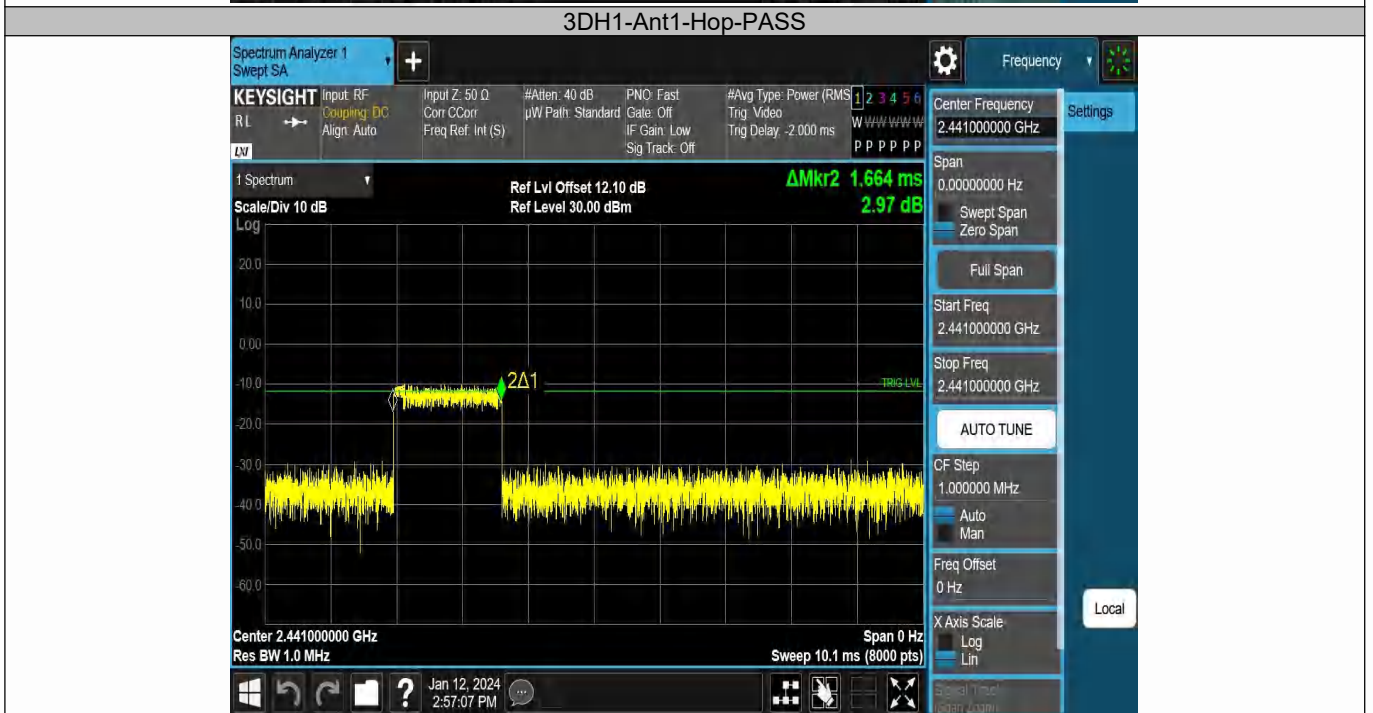 3DH1-Ant1-Hop-PASS
Spectrum Analyzer 1
Swept SA
+
Frequency
KEYSIGHT
RL
LXI
Input: RF
Coupling: DC
Align: Auto
Input Z: 50 Ω
Corr CCorr
Freq Ref: Int (S)
#Atten: 40 dB
µW Path: Standard
PNO: Fast
Gate: Off
IF Gain: Low
Sig Track: Off
#Avg Type: Power (RMS
Trig: Video
Trig Delay: -2.000 ms
1 2 3 4 5 6
W W W W W W
P P P P P P
1 Spectrum
Scale/Div 10 dB
Log
Ref Lvl Offset 12.10 dB
Ref Level 30.00 dBm
ΔMkr2 1.664 ms
2.97 dB
20.0
10.0
0.00
-10.0
-20.0
-30.0
-40.0
-50.0
-60.0
2Δ1
TRIG LVL
Center 2.441000000 GHz
Res BW 1.0 MHz
Span 0 Hz
Sweep 10.1 ms (8000 pts)
Center Frequency
2.441000000 GHz
Settings
Span
0.00000000 Hz
Swept Span
Zero Span
Full Span
Start Freq
2.441000000 GHz
Stop Freq
2.441000000 GHz
AUTO TUNE
CF Step
1.000000 MHz
Auto
Man
Freq Offset
0 Hz
X Axis Scale
Log
Lin
Local
Signal Track
(Span Zoom)
?
Jan 12, 2024
2:57:07 PM